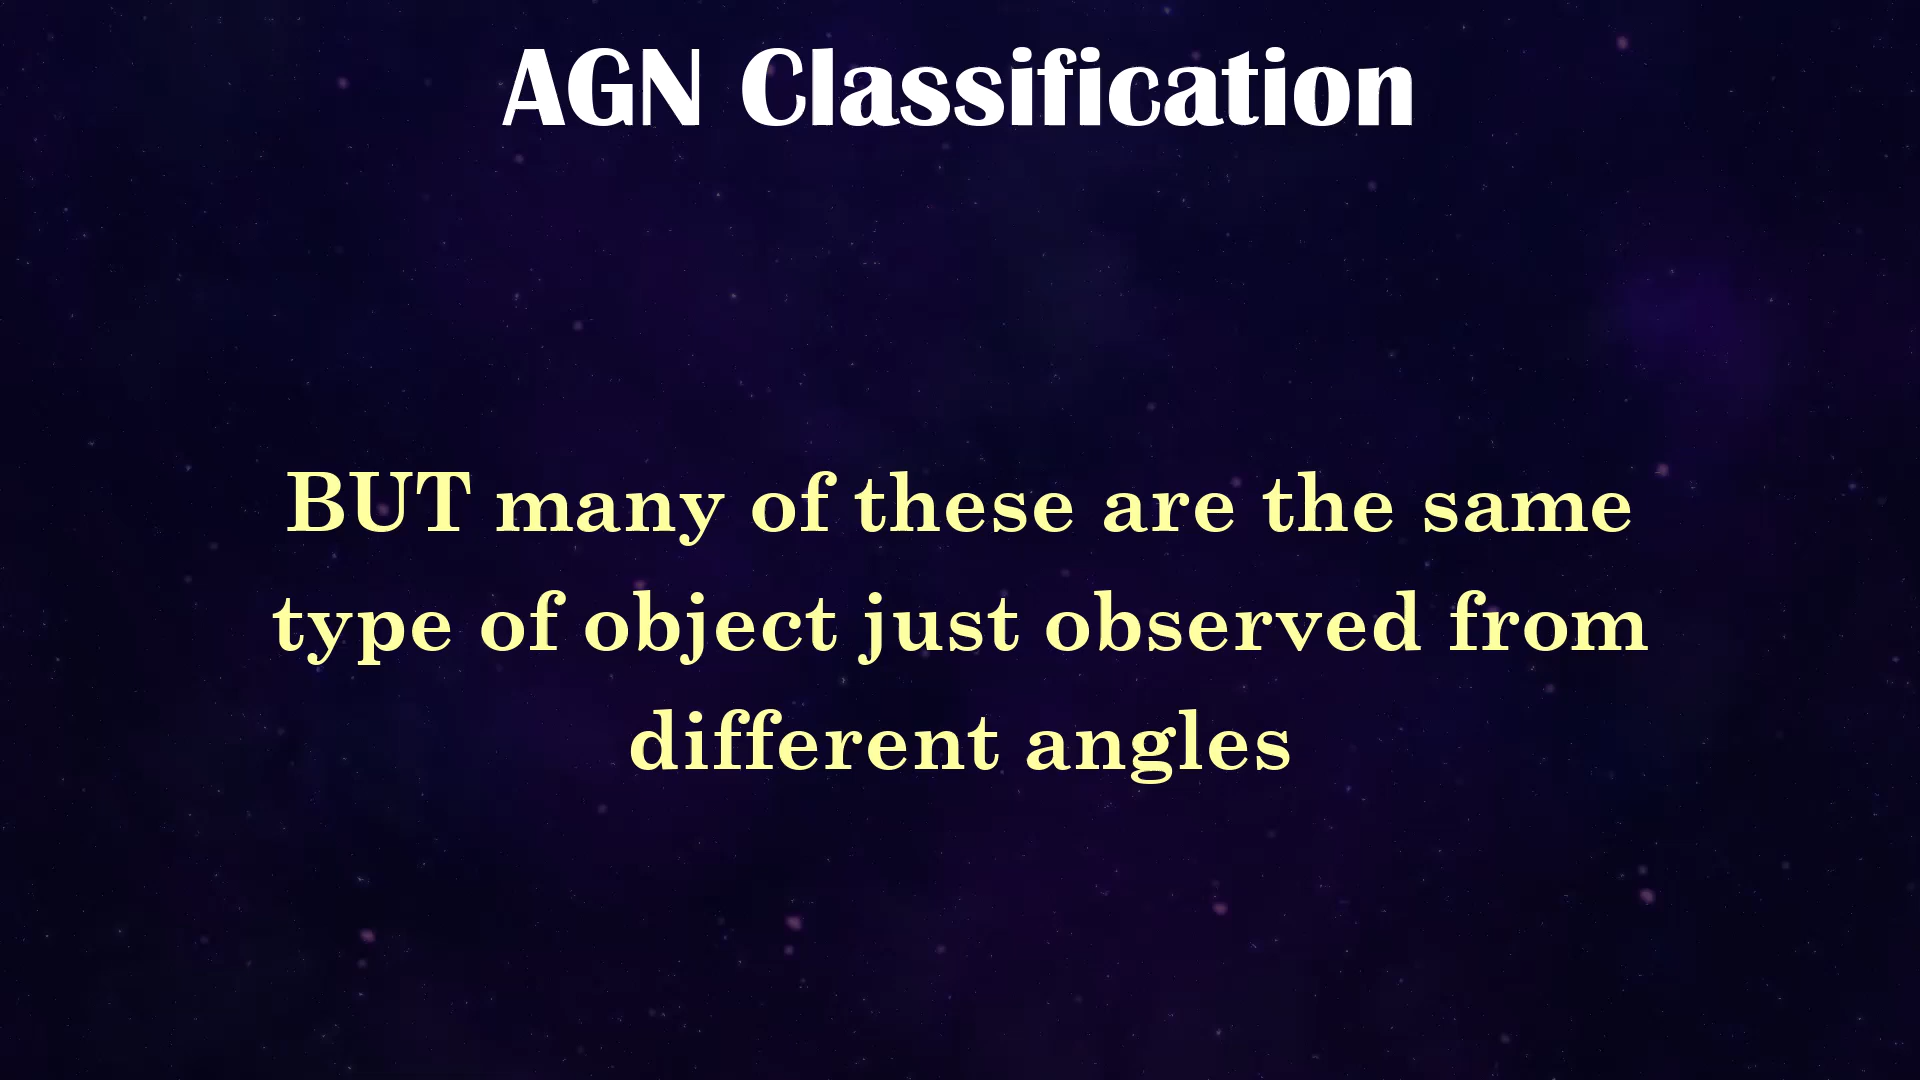 AGN Classification
BUT many of these are the same
type of object just observed from
different angles